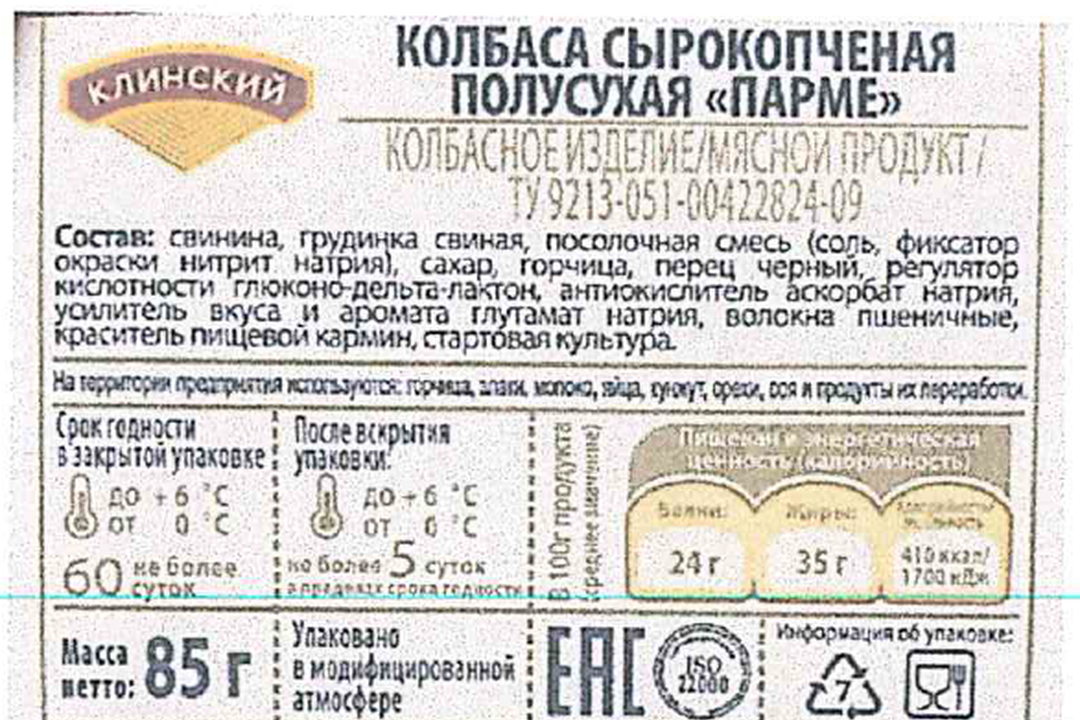 КЛИНСКИЙ
КОЛБАСА СЫРОКОПЧЕНАЯ
ПОЛУСУХАЯ «ПАРМЕ»
КОЛБАСНОЕ ИЗДЕЛИЕ/МЯСНОЙ ПРОДУКТ /
ТУ 9213-051-00422824-09
Состав: свинина, грудинка свиная, посолочная смесь (соль, фиксатор
окраски нитрит натрия), сахар, горчица, перец черный, регулятор
кислотности глюконо-дельта-лактон, антиокислитель аскорбат натрия,
усилитель вкуса и аромата глутамат натрия, волокна пшеничные,
краситель пищевой кармин, стартовая культура.
На территории предприятия используются: горчица, злаки, молоко, яйца, кунжут, орехи, соя и продукты их переработки.
Срок годности
в закрытой упаковке
до +6 °C
от 0 °C
60 не более
суток
После вскрытия
упаковки:
до +6 °C
от 0 °C
не более 5 суток
в пределах срока годности
В 100г продукта
(среднее значение)
Пищевая и энергетическая
ценность (калорийность)
Белки:
24 г
Жиры:
35 г
410 ккал/
1700 кДж
Масса
нетто: 85 г
Упаковано
в модифицированной
атмосфере
EAC
ISO
22000
Информация об упаковке:
7